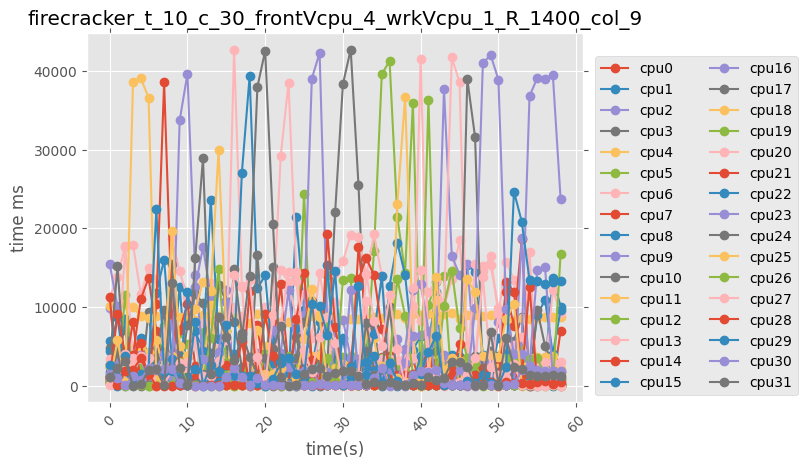 firecracker_t_10_c_30_frontVcpu_4_wrkVcpu_1_R_1400_col_9
time ms
40000
30000
20000
10000
0
0
10
20
30
40
50
60
time(s)
cpu0
cpu1
cpu2
cpu3
cpu4
cpu5
cpu6
cpu7
cpu8
cpu9
cpu10
cpu11
cpu12
cpu13
cpu14
cpu15
cpu16
cpu17
cpu18
cpu19
cpu20
cpu21
cpu22
cpu23
cpu24
cpu25
cpu26
cpu27
cpu28
cpu29
cpu30
cpu31